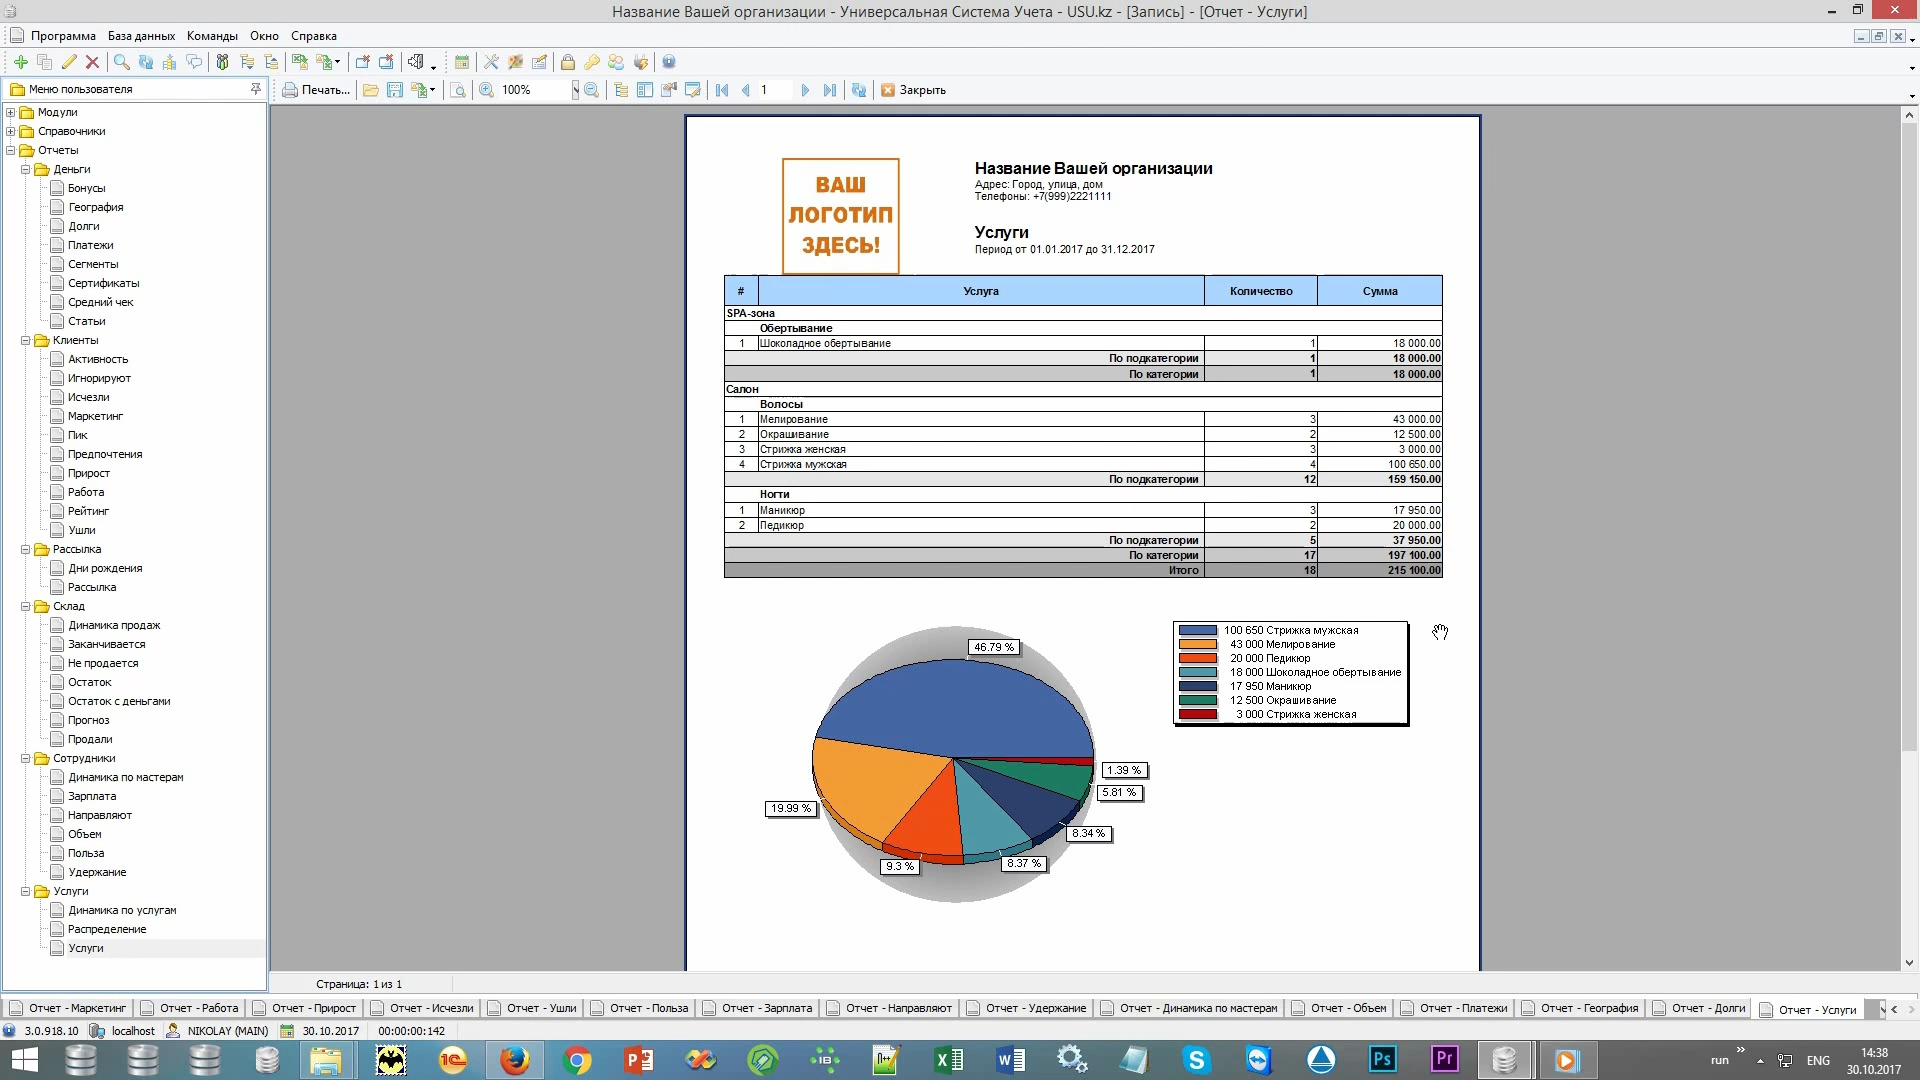 Название Вашей организации - Универсальная Система Учета - USU.kz - [Запись] - [Отчет - Услуги]
Программа База данных Команды Окно Справка
Меню пользователя
Печать... 100% 1 Закрыть
Модули
Справочники
Отчеты
Деньги
Бонусы
География
Долги
Платежи
Сегменты
Сертификаты
Средний чек
Статьи
Клиенты
Активность
Игнорируют
Исчезли
Маркетинг
Пик
Предпочтения
Прирост
Работа
Рейтинг
Ушли
Рассылка
Дни рождения
Рассылка
Склад
Динамика продаж
Заканчивается
Не продается
Остаток
Остаток с деньгами
Прогноз
Продали
Сотрудники
Динамика по мастерам
Зарплата
Направляют
Объем
Польза
Удержание
Услуги
Динамика по услугам
Распределение
Услуги
ВАШ
ЛОГОТИП
ЗДЕСЬ!
Название Вашей организации
Адрес: Город, улица, дом
Телефоны: +7(999)2221111
Услуги
Период от 01.01.2017 до 31.12.2017
# Услуга Количество Сумма
SPA-зона
Обертывание
1 Шоколадное обертывание 1 18 000.00
По подкатегории 1 18 000.00
По категории 1 18 000.00
Салон
Волосы
1 Мелирование 3 43 000.00
2 Окрашивание 2 12 500.00
3 Стрижка женская 3 3 000.00
4 Стрижка мужская 4 100 650.00
По подкатегории 12 159 150.00
Ногти
1 Маникюр 3 17 950.00
2 Педикюр 2 20 000.00
По подкатегории 5 37 950.00
По категории 17 197 100.00
Итого 18 215 100.00
46.79 %
1.39 %
5.81 %
8.34 %
8.37 %
9.3 %
19.99 %
100 650 Стрижка мужская
43 000 Мелирование
20 000 Педикюр
18 000 Шоколадное обертывание
17 950 Маникюр
12 500 Окрашивание
3 000 Стрижка женская
Страница: 1 из 1
Отчет - Маркетинг Отчет - Работа Отчет - Прирост Отчет - Исчезли Отчет - Ушли Отчет - Польза Отчет - Зарплата Отчет - Направляют Отчет - Удержание Отчет - Динамика по мастерам Отчет - Объем Отчет - Платежи Отчет - География Отчет - Долги Отчет - Услуги
3.0.918.10 localhost NIKOLAY (MAIN) 30.10.2017 00:00:00:142
run ENG 14:38
30.10.2017